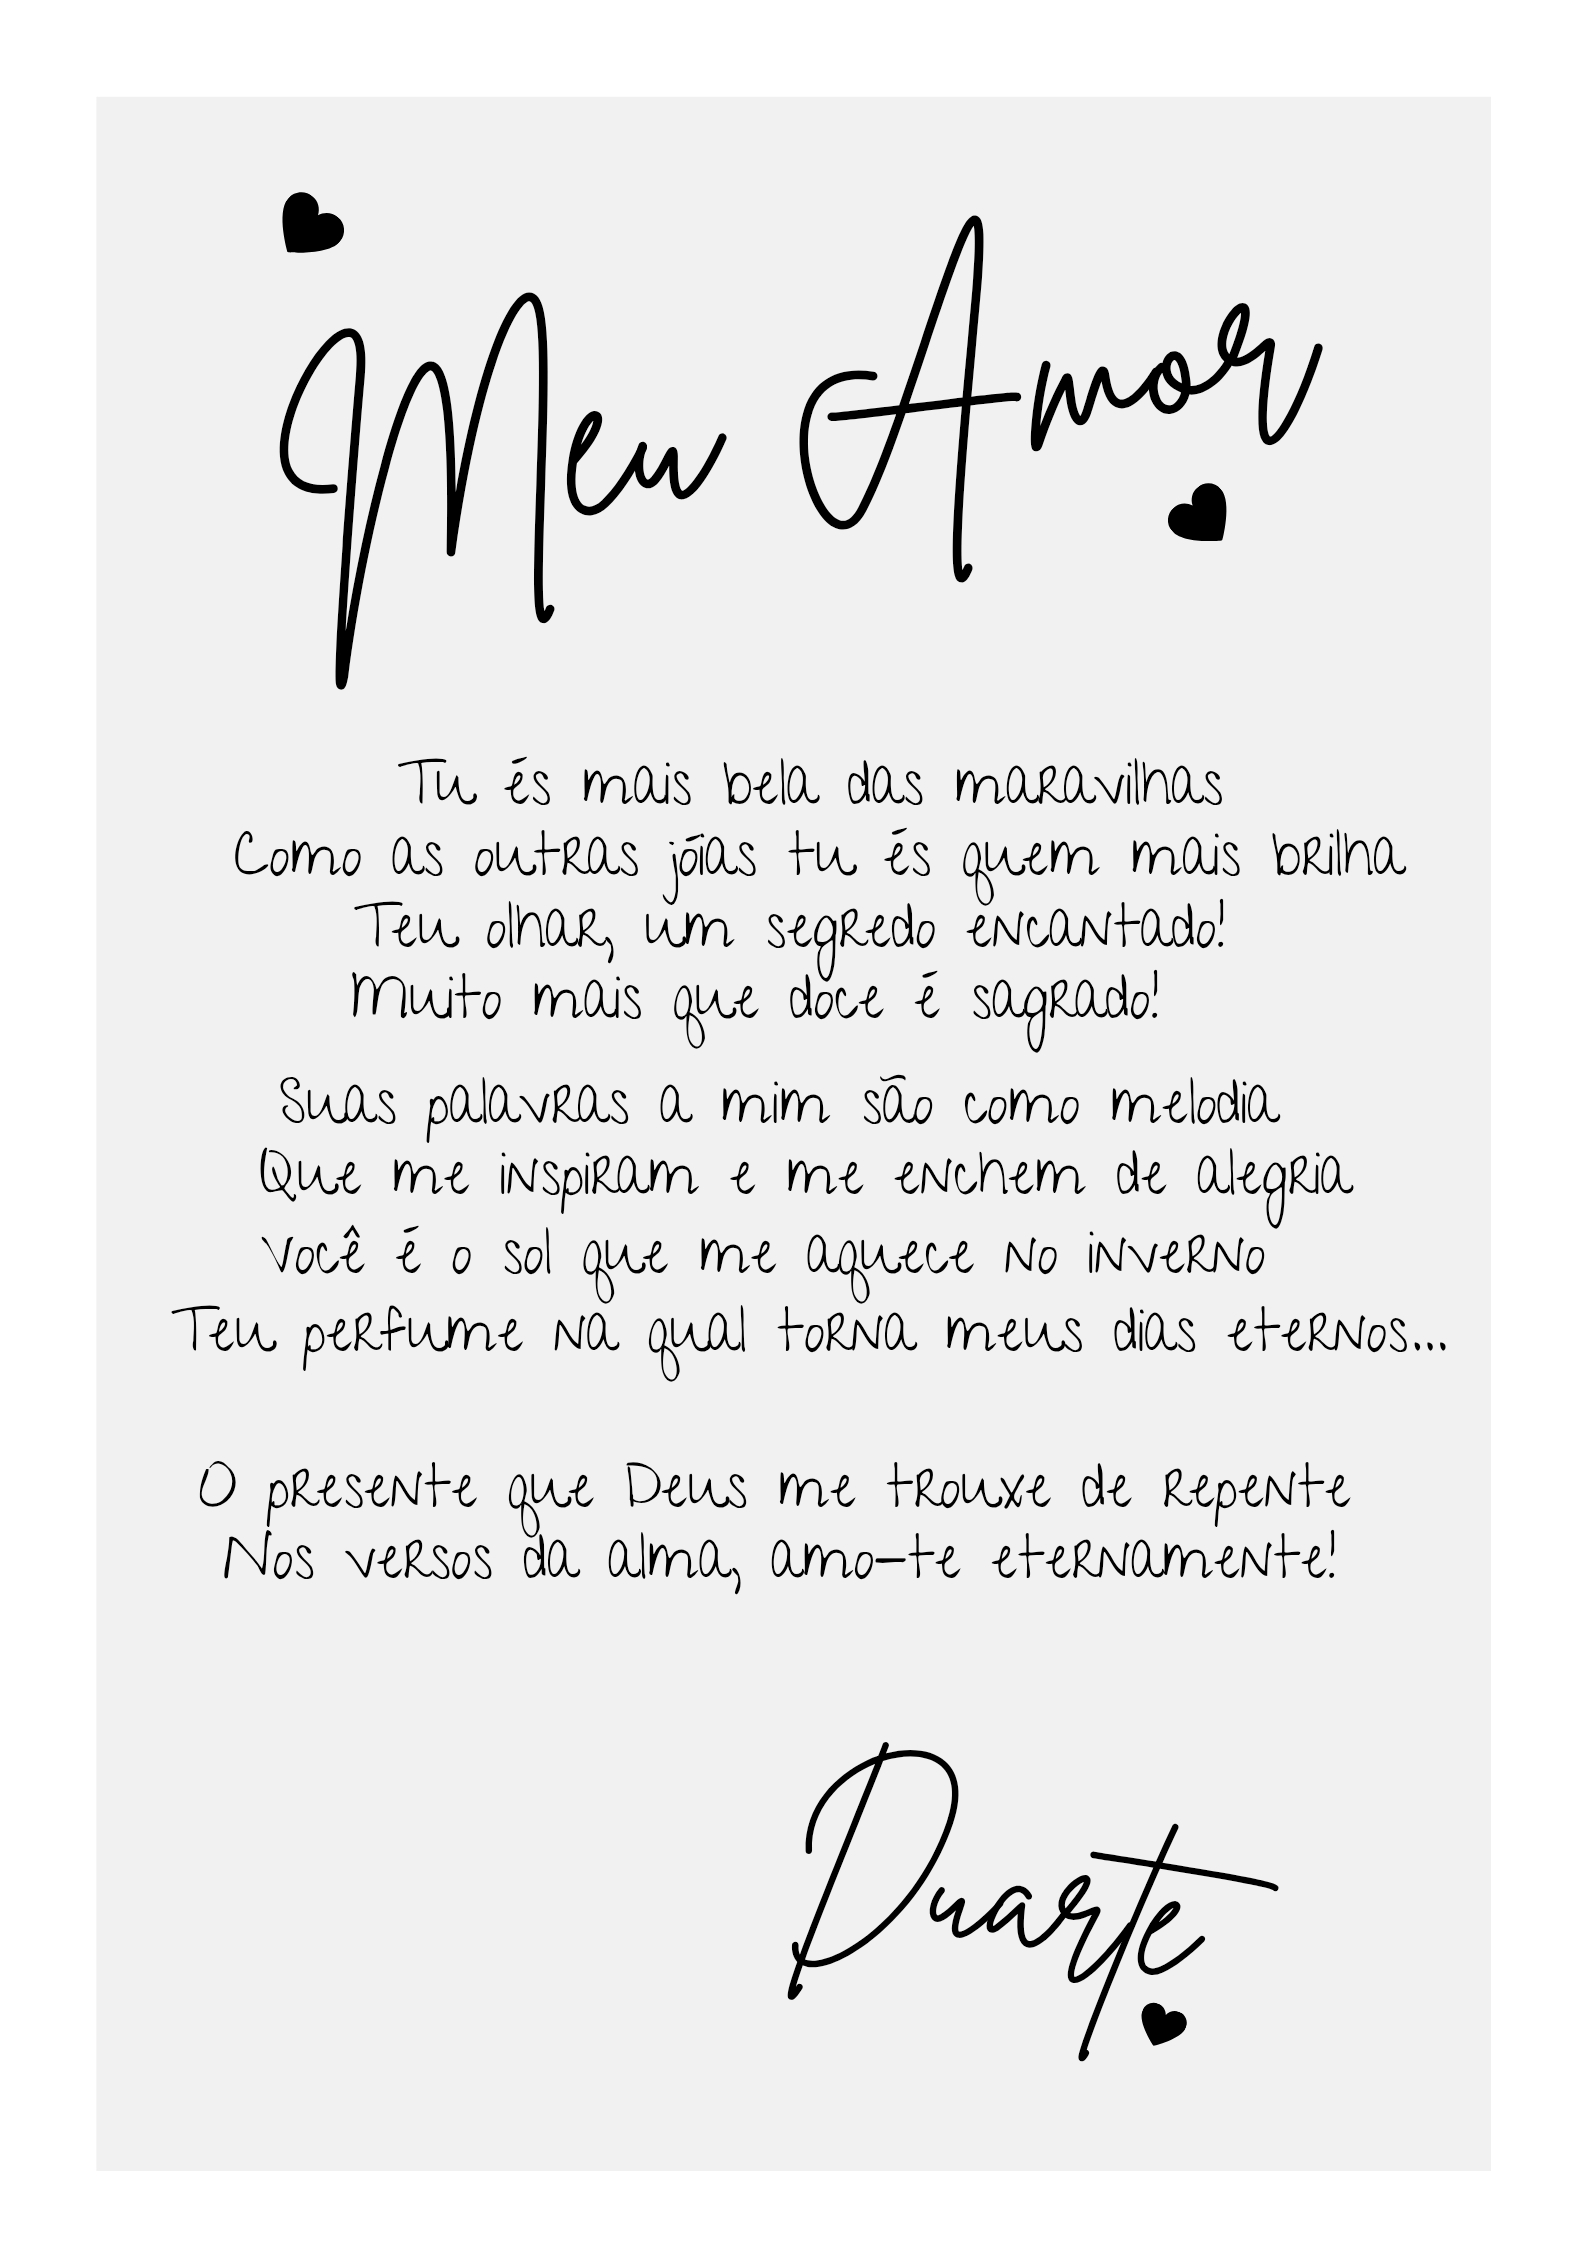 Meu Amor
Tu és mais bela das maravilhas
Como as outras jóias tu és quem mais brilha
Teu olhar, um segredo encantado!
Muito mais que doce é sagrado!
Suas palavras a mim são como melodia
Que me inspiram e me enchem de alegria
Você é o sol que me aquece no inverno
Teu perfume na qual torna meus dias eternos...
O presente que Deus me trouxe de repente
Nos versos da alma, amo-te eternamente!
Duarte